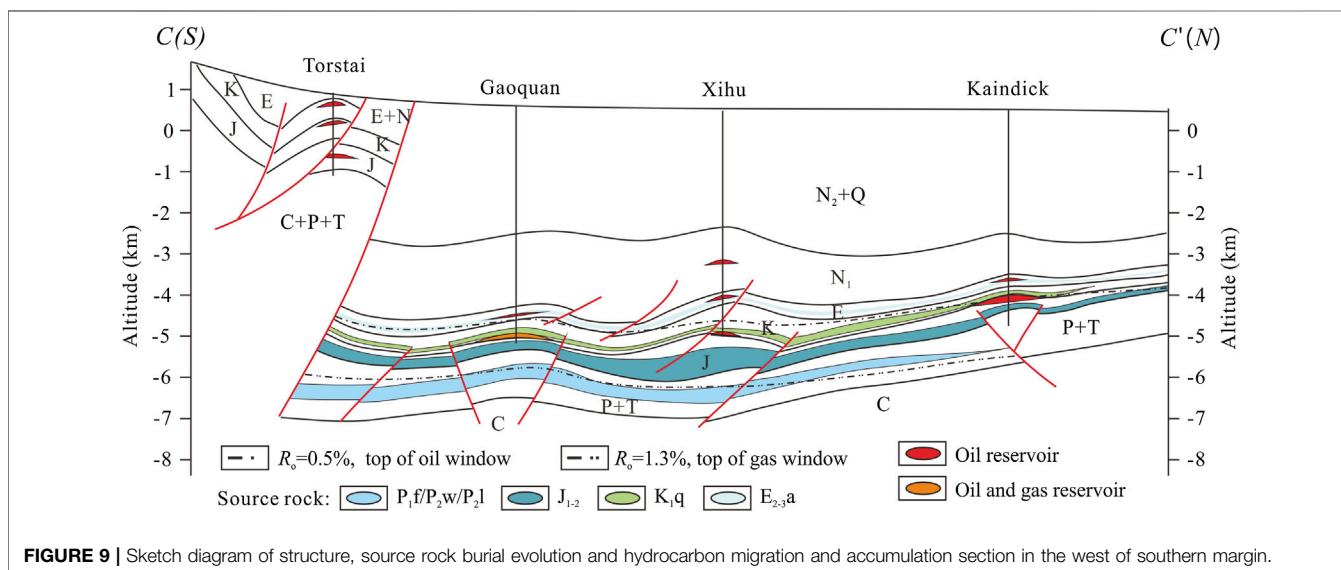 C(S)
C'(N)
Torstai
Gaoquan
Xihu
Kaindick
1
0
-1
-2
-3
-4
-5
-6
-7
-8
Altitude (km)
0
-1
-2
-3
-4
-5
-6
-7
-8
Altitude (km)
K
E
J
E+N
K
J
C+P+T
N₂+Q
N₁
E
K
J
P+T
P+T
C
C
Rₒ=0.5%, top of oil window
Rₒ=1.3%, top of gas window
Oil reservoir
Source rock:
P₁f/P₂w/P₂l
J₁₋₂
K₁q
E₂₋₃a
Oil and gas reservoir
FIGURE 9 | Sketch diagram of structure, source rock burial evolution and hydrocarbon migration and accumulation section in the west of southern margin.